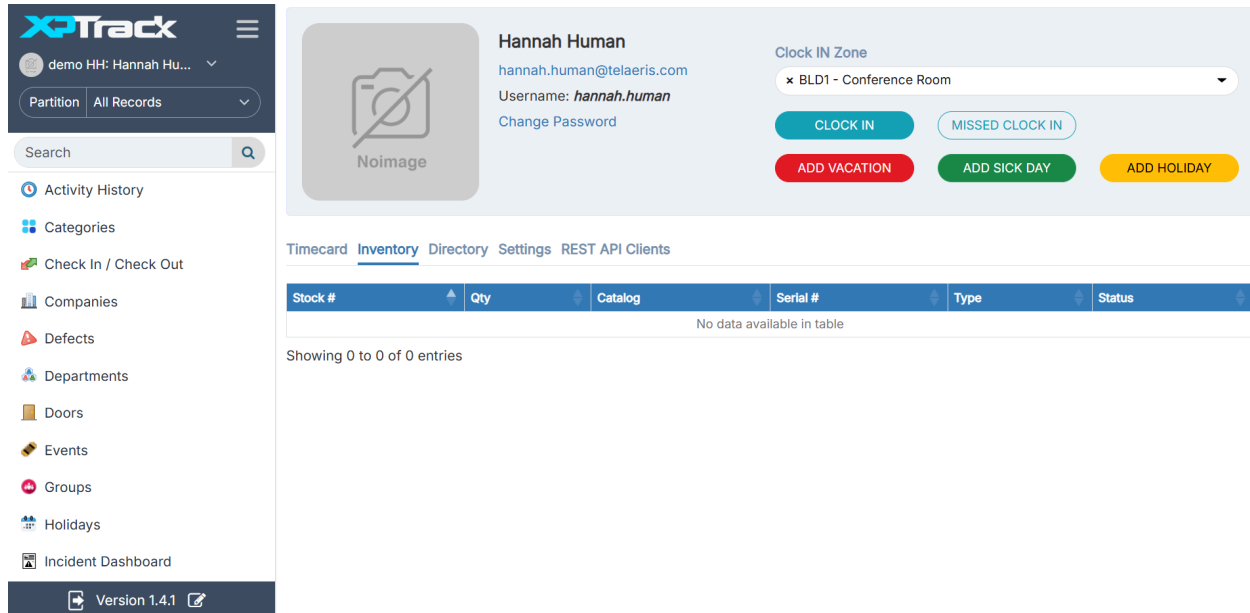 XPTrack
demo HH: Hannah Hu...
Partition All Records
Search
Activity History
Categories
Check In / Check Out
Companies
Defects
Departments
Doors
Events
Groups
Holidays
Incident Dashboard
Version 1.4.1
Noimage
Hannah Human
hannah.human@telaeris.com
Username: hannah.human
Change Password
Clock IN Zone
× BLD1 - Conference Room
CLOCK IN MISSED CLOCK IN
ADD VACATION ADD SICK DAY ADD HOLIDAY
Timecard Inventory Directory Settings REST API Clients
Stock # Qty Catalog Serial # Type Status
No data available in table
Showing 0 to 0 of 0 entries